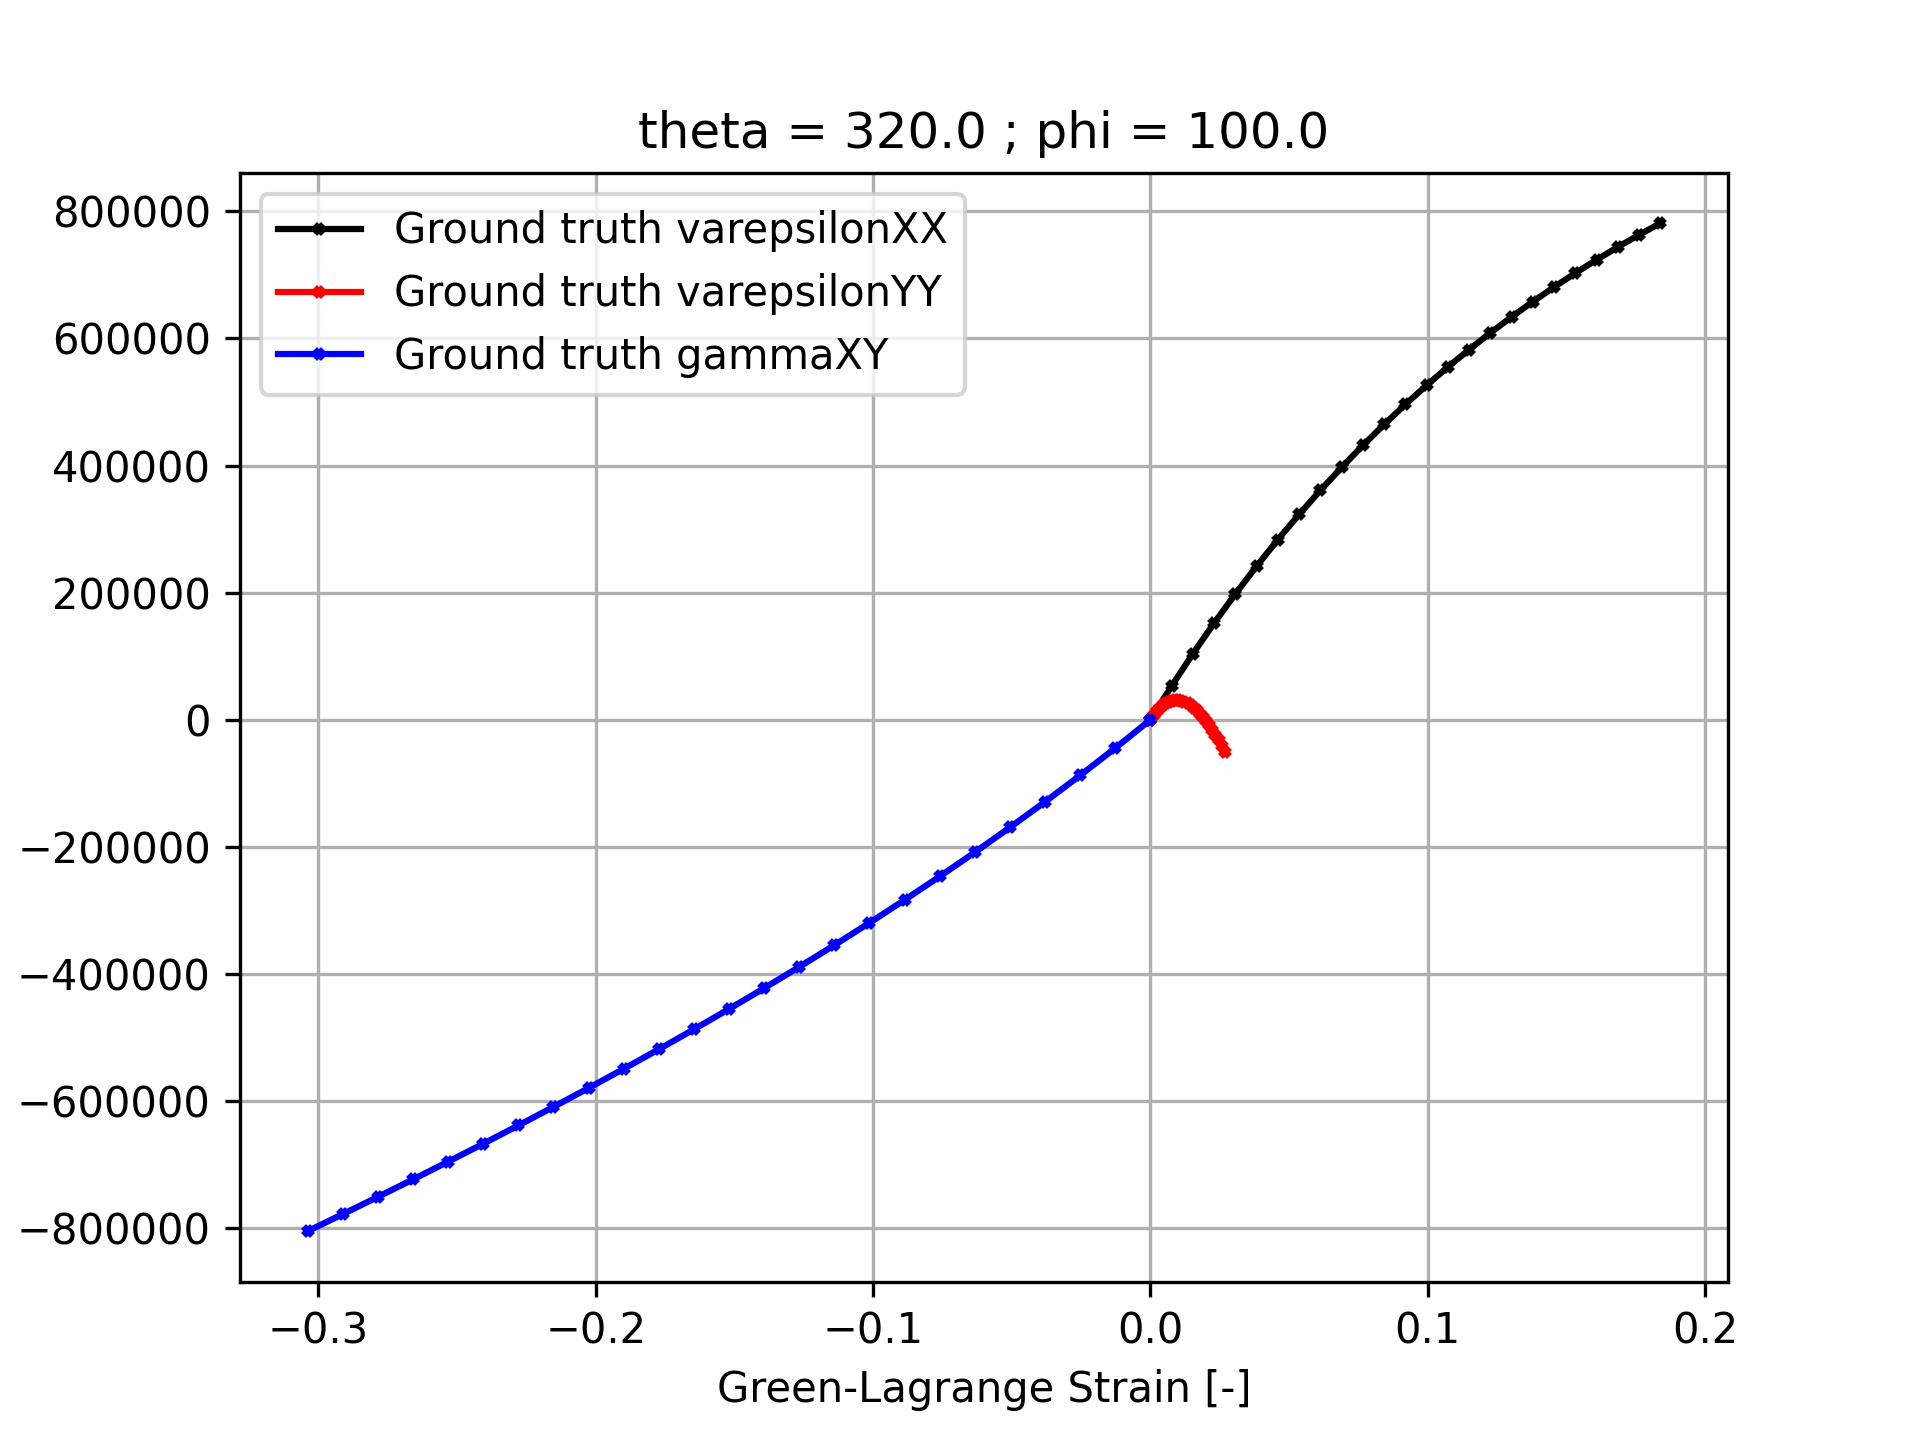 theta = 320.0 ; phi = 100.0
Ground truth varepsilonXX
Ground truth varepsilonYY
Ground truth gammaXY
800000
600000
400000
200000
0
−200000
−400000
−600000
−800000
−0.3 −0.2 −0.1 0.0 0.1 0.2
Green-Lagrange Strain [-]